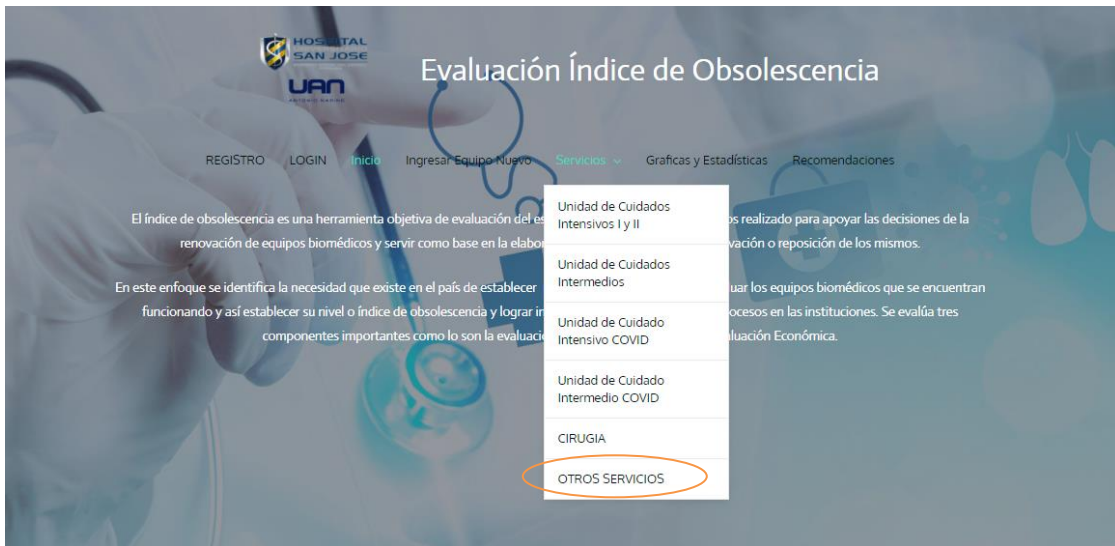 HOSPITAL
SAN JOSE
UAN
Evaluación Índice de Obsolescencia
REGISTRO LOGIN Inicio Ingresar Equipo Nuevo Servicios Graficas y Estadísticas Recomendaciones
Unidad de Cuidados
Intensivos I y II
Unidad de Cuidados
Intermedios
Unidad de Cuidado
Intensivo COVID
Unidad de Cuidado
Intermedio COVID
CIRUGIA
OTROS SERVICIOS
El índice de obsolescencia es una herramienta objetiva de evaluación del es os realizado para apoyar las decisiones de la
renovación de equipos biomédicos y servir como base en la elabor vación o reposición de los mismos.
En este enfoque se identifica la necesidad que existe en el país de establecer uar los equipos biomédicos que se encuentran
funcionando y así establecer su nivel o índice de obsolescencia y lograr in ocesos en las instituciones. Se evalúa tres
componentes importantes como lo son la evaluació luación Económica.